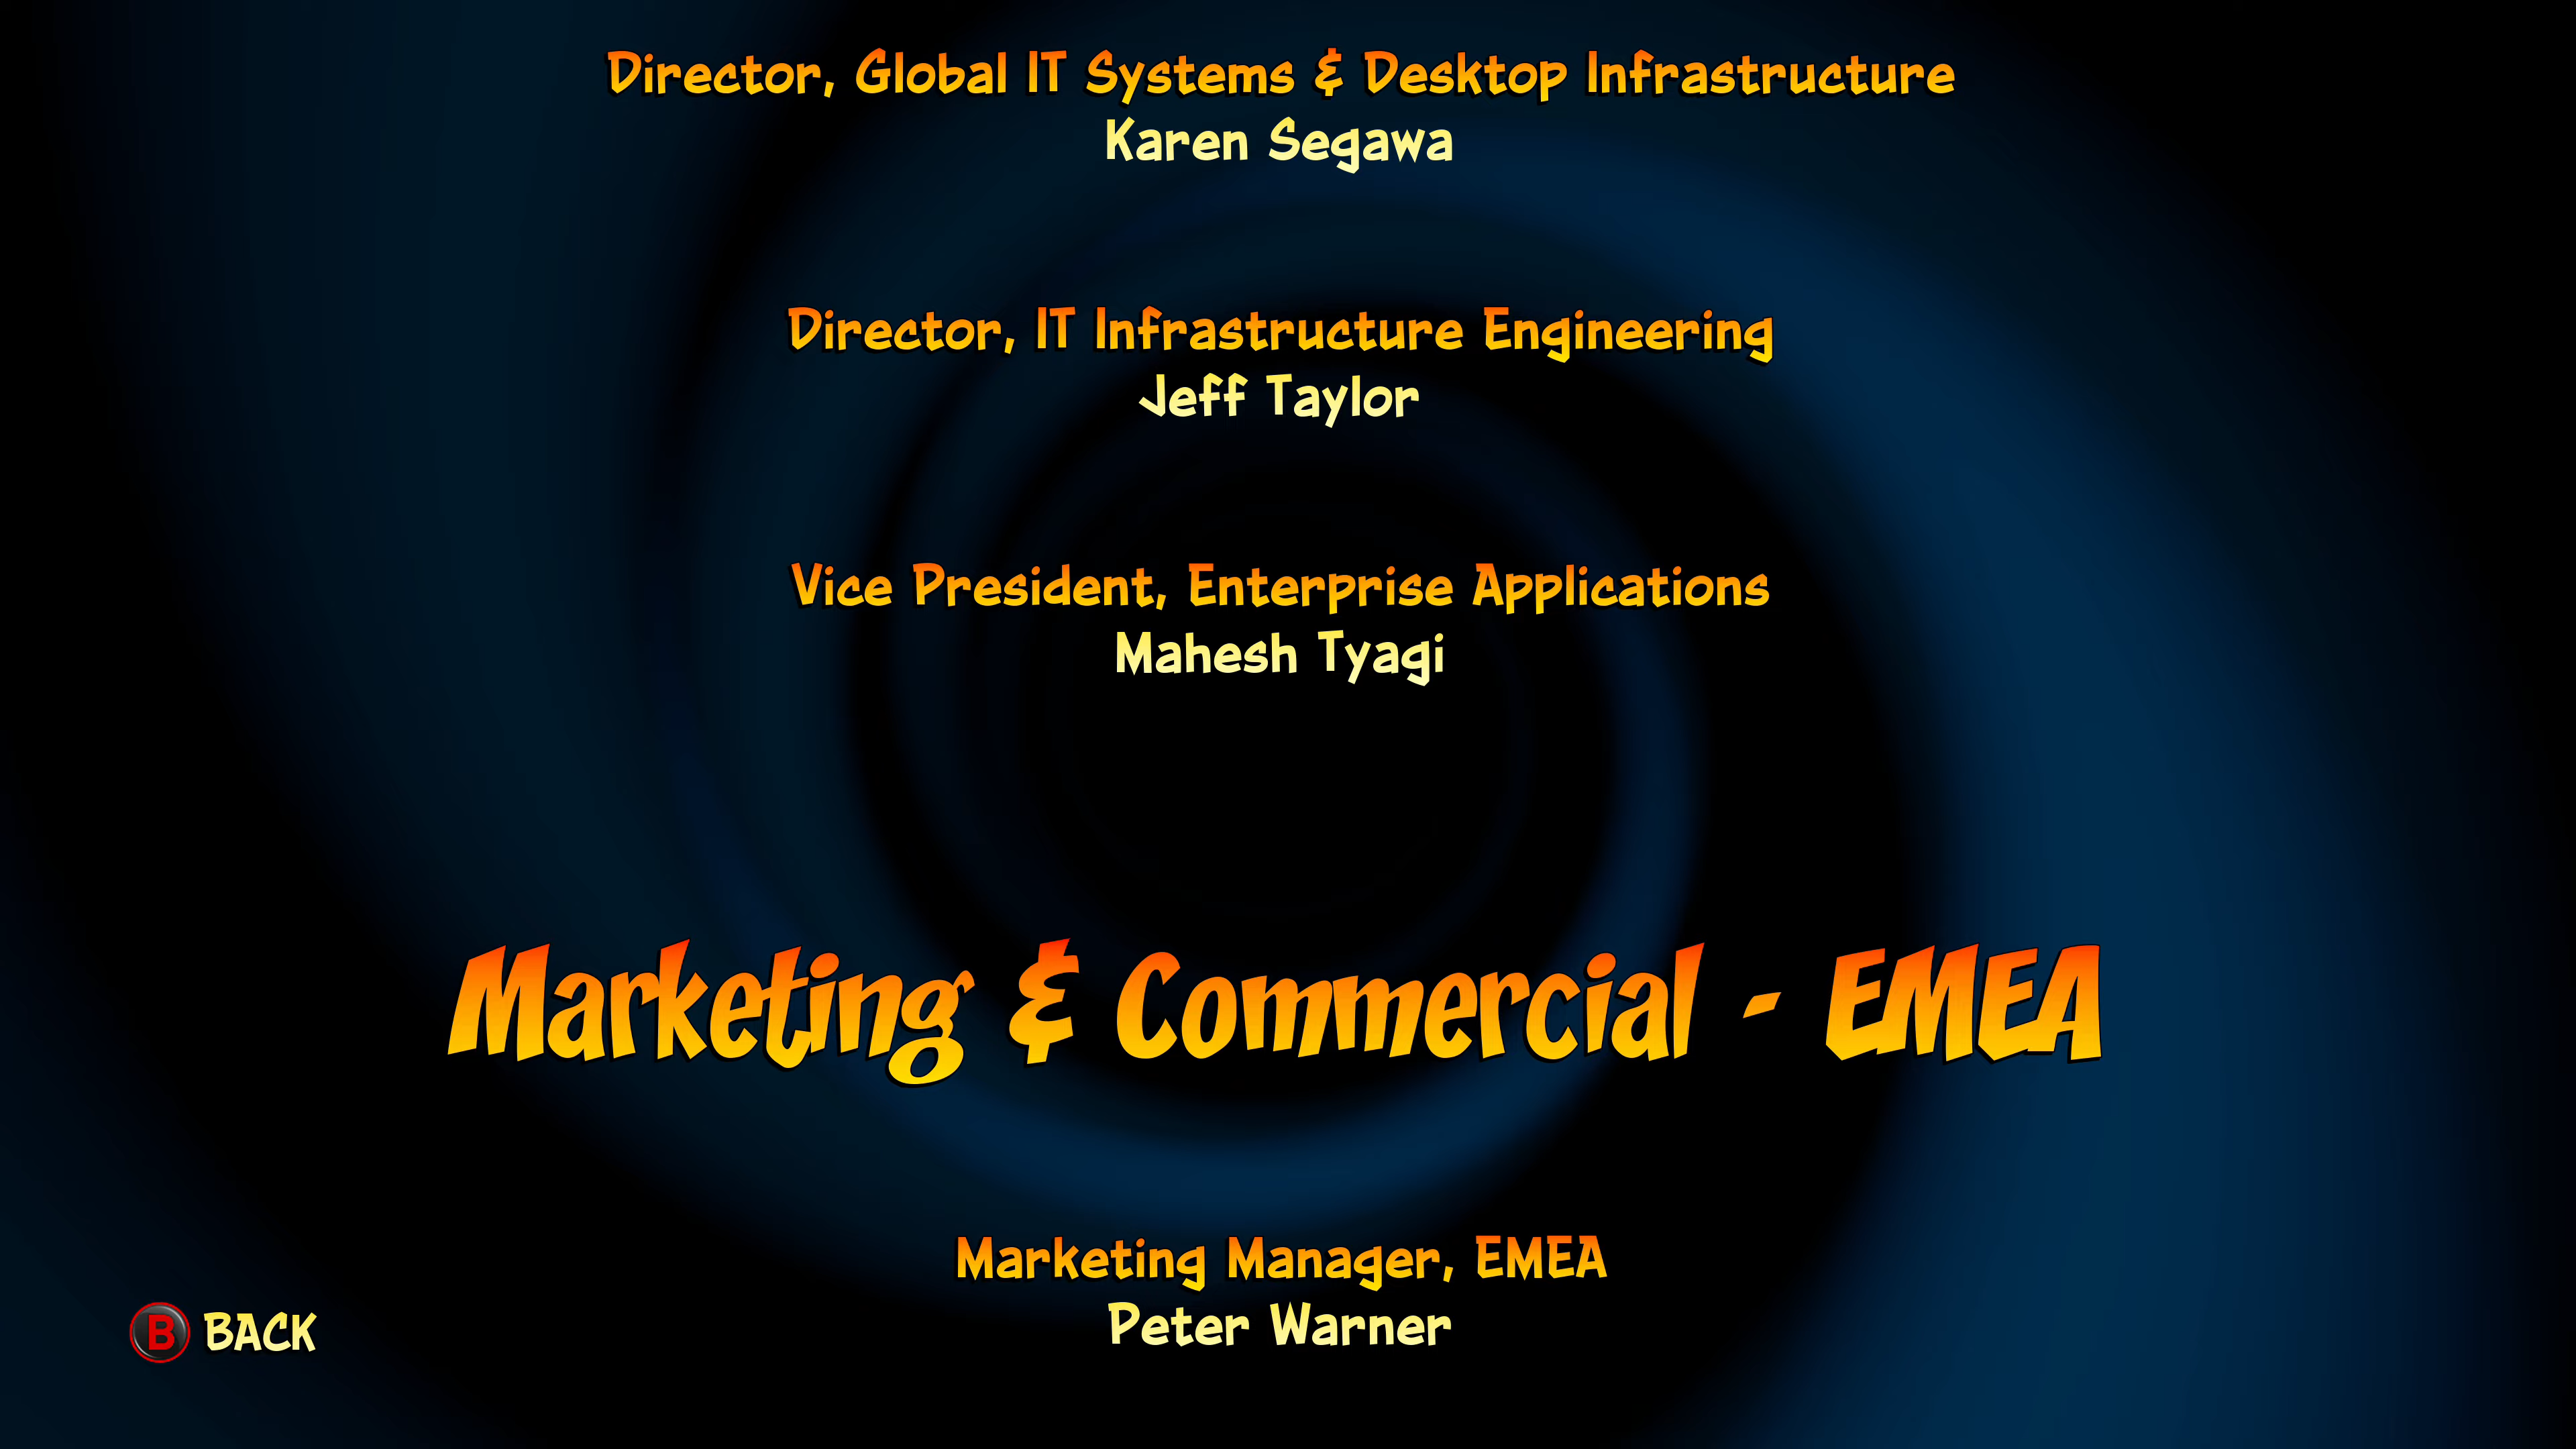 Director, Global IT Systems & Desktop Infrastructure
Karen Segawa
Director, IT Infrastructure Engineering
Jeff Taylor
Vice President, Enterprise Applications
Mahesh Tyagi
Marketing & Commercial - EMEA
Marketing Manager, EMEA
Peter Warner
B BACK